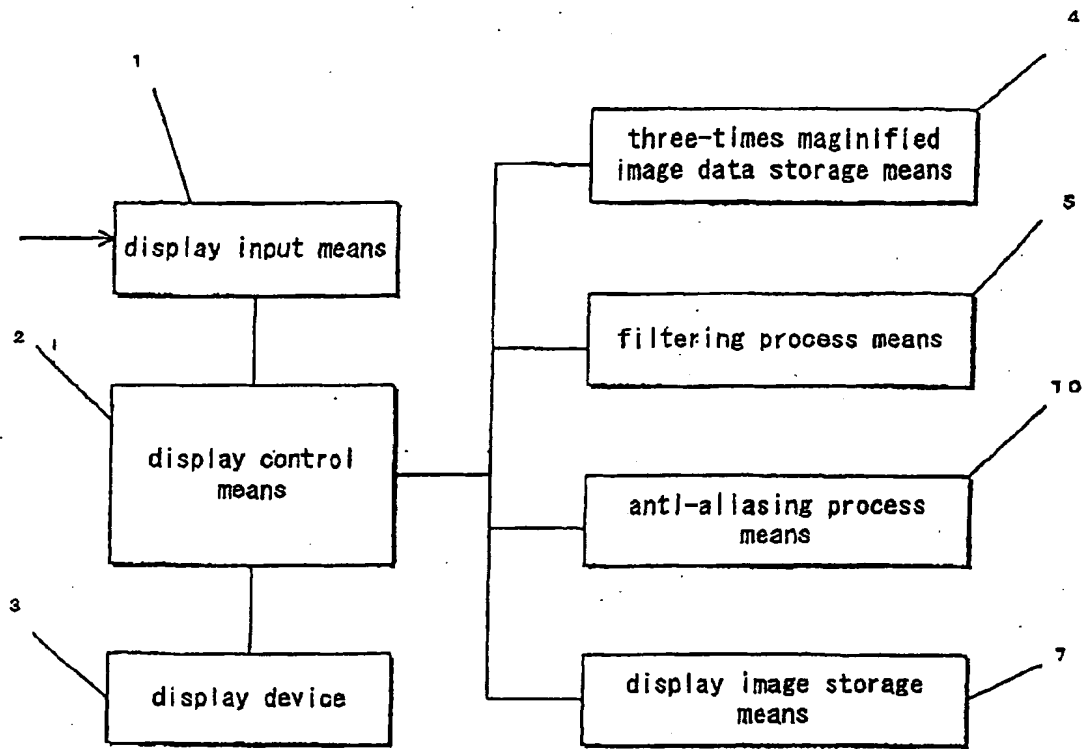 4
1
three-times maginified
image data storage means
5
display input means
2
filtering process means
10
display control
means
anti-aliasing process
means
3
7
display device
display image storage
means